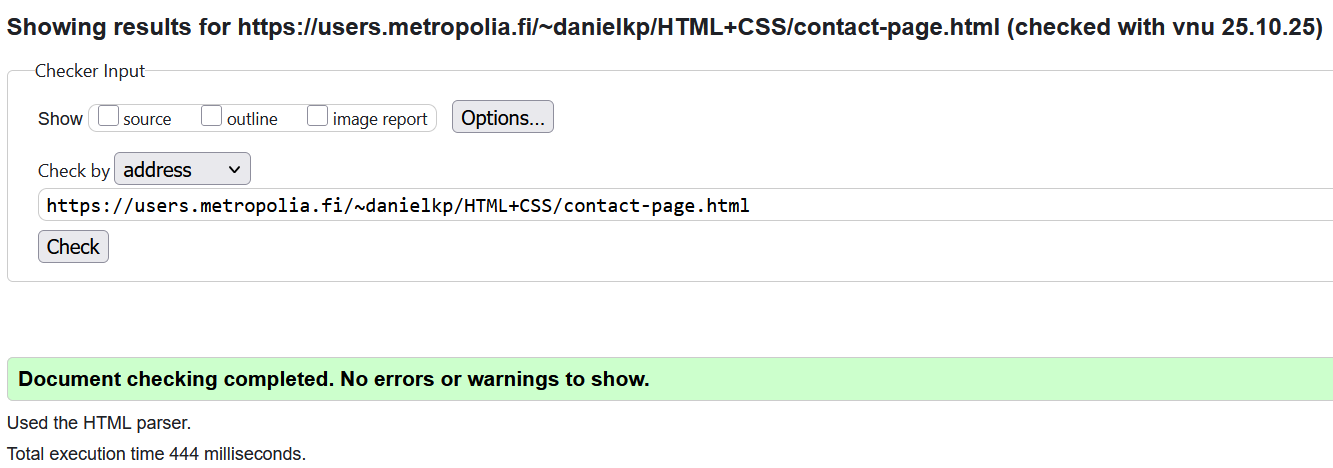 Showing results for https://users.metropolia.fi/~danielkp/HTML+CSS/contact-page.html (checked with vnu 25.10.25)
Checker Input
Show source outline image report Options...
Check by address
https://users.metropolia.fi/~danielkp/HTML+CSS/contact-page.html
Check
Document checking completed. No errors or warnings to show.
Used the HTML parser.
Total execution time 444 milliseconds.